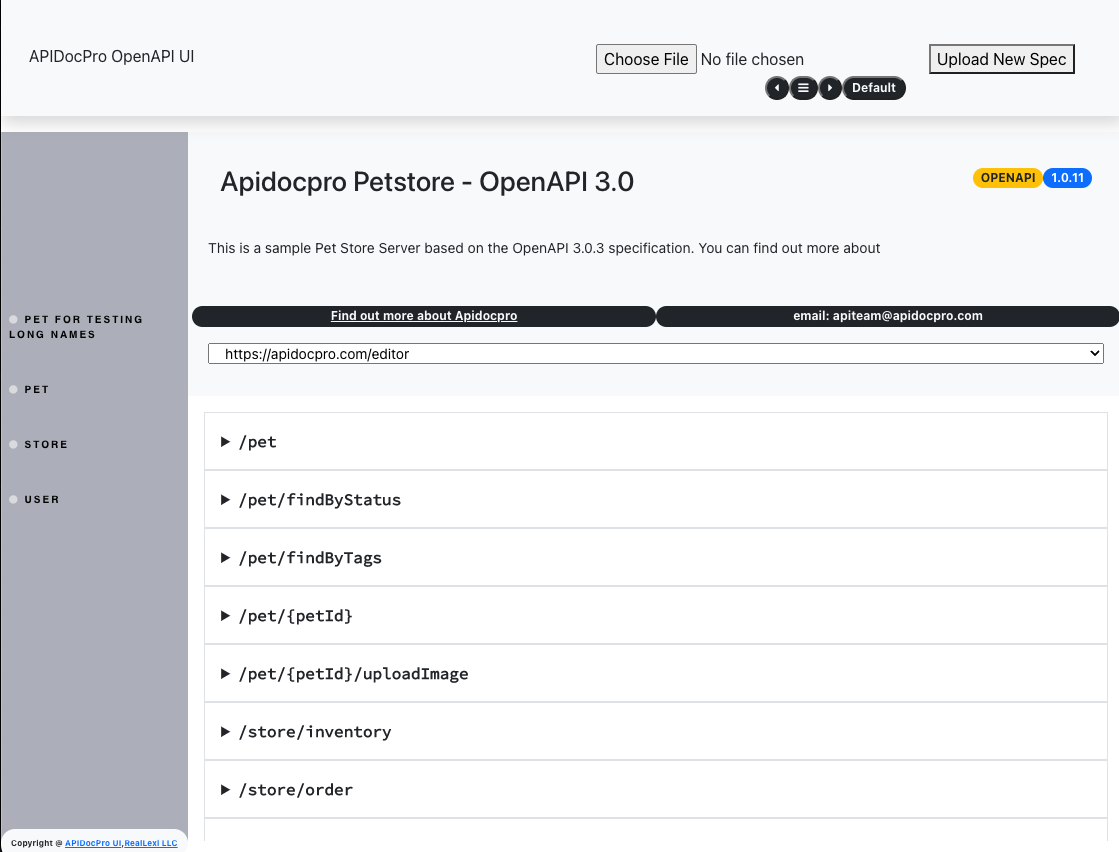 APIDocPro OpenAPI UI
Choose File No file chosen
Upload New Spec
Default
Apidocpro Petstore - OpenAPI 3.0
OPENAPI 1.0.11
This is a sample Pet Store Server based on the OpenAPI 3.0.3 specification. You can find out more about
Find out more about Apidocpro
email: apiteam@apidocpro.com
https://apidocpro.com/editor
PET FOR TESTING
LONG NAMES
PET
STORE
USER
/pet
/pet/findByStatus
/pet/findByTags
/pet/{petId}
/pet/{petId}/uploadImage
/store/inventory
/store/order
Copyright @ APIDocPro UI,RealLexi LLC